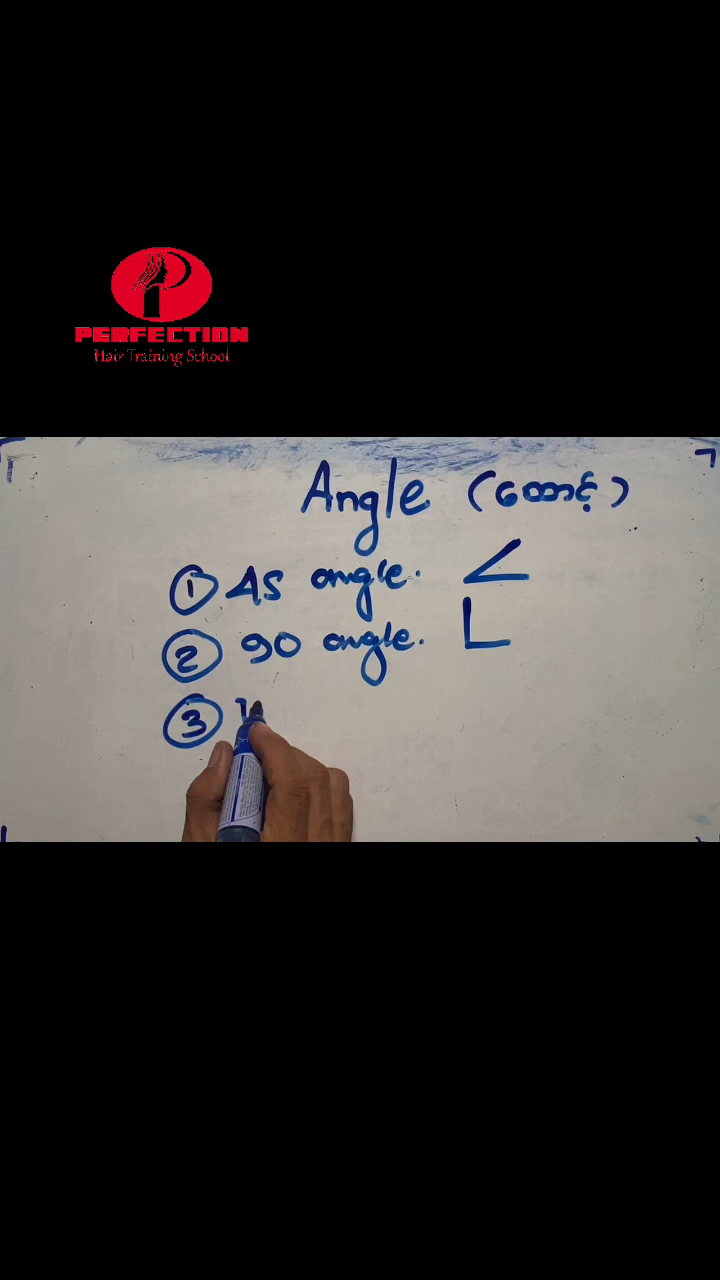 PERFECTION
Hair Training School
Angle (ထောင့်)
① 45 angle. ∠
② 90 angle. L
③